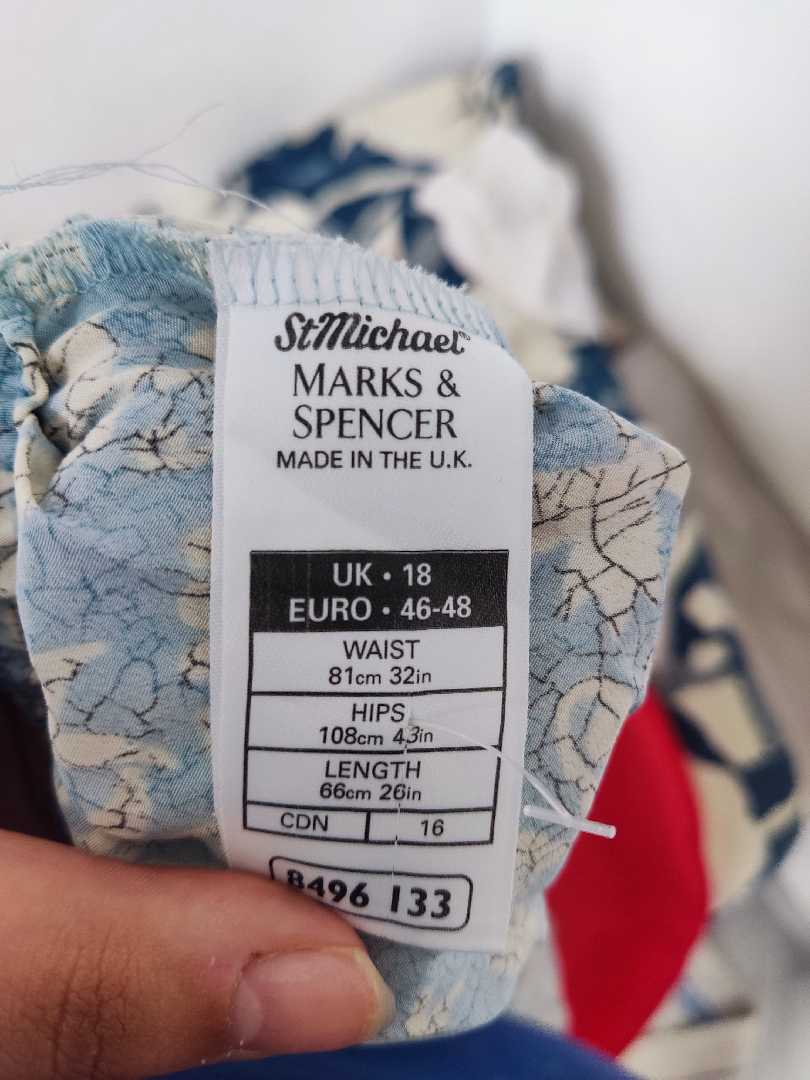 StMichael®
MARKS &
SPENCER
MADE IN THE U.K.
UK • 18
EURO • 46-48
WAIST
81cm 32in
HIPS
108cm 43in
LENGTH
66cm 26in
CDN 16
8496 133